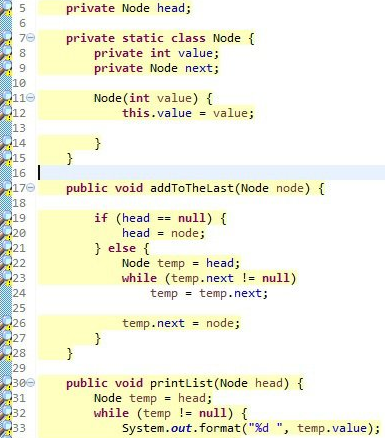 5 private Node head;
6
7 private static class Node {
8 private int value;
9 private Node next;
10
11 Node(int value) {
12 this.value = value;
13
14 }
15 }
16
17 public void addToTheLast(Node node) {
18
19 if (head == null) {
20 head = node;
21 } else {
22 Node temp = head;
23 while (temp.next != null)
24 temp = temp.next;
25
26 temp.next = node;
27 }
28 }
29
30 public void printList(Node head) {
31 Node temp = head;
32 while (temp != null) {
33 System.out.format("%d ", temp.value);